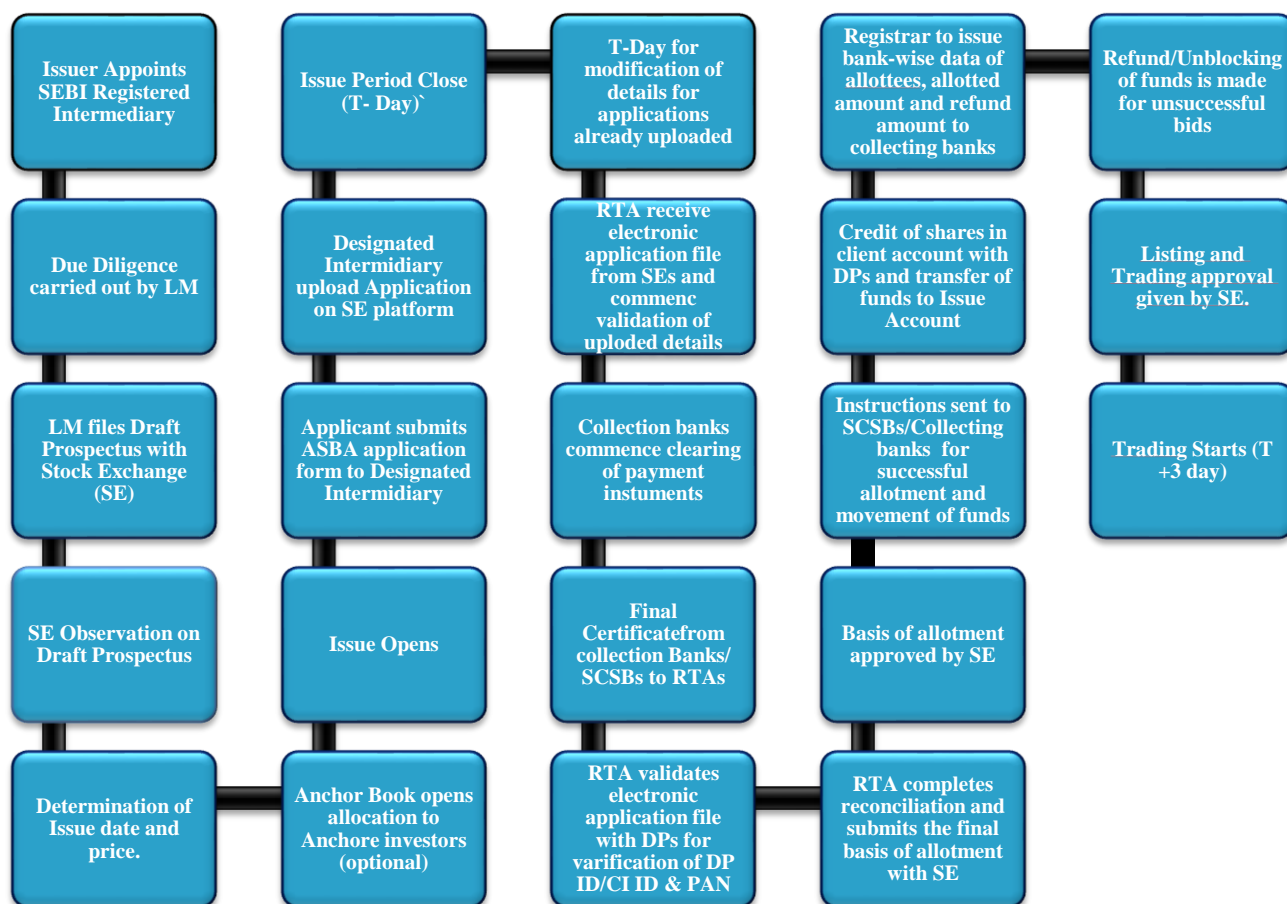 Issuer Appoints
SEBI Registered
Intermediary
Due Diligence
carried out by LM
LM files Draft
Prospectus with
Stock Exchange
(SE)
SE Observation on
Draft Prospectus
Determination of
Issue date and
price.
Anchor Book opens
allocation to
Anchore investors
(optional)
Issue Opens
Applicant submits
ASBA application
form to Designated
Intermidiary
Designated
Intermidiary
upload Application
on SE platform
Issue Period Close
(T- Day)`
T-Day for
modification of
details for
applications
already uploaded
RTA receive
electronic
application file
from SEs and
commenc
validation of
uploded details
Collection banks
commence clearing
of payment
instuments
Final
Certificatefrom
collection Banks/
SCSBs to RTAs
RTA validates
electronic
application file
with DPs for
varification of DP
ID/CI ID & PAN
RTA completes
reconciliation and
submits the final
basis of allotment
with SE
Basis of allotment
approved by SE
Instructions sent to
SCSBs/Collecting
banks for
successful
allotment and
movement of funds
Credit of shares in
client account with
DPs and transfer of
funds to Issue
Account
Registrar to issue
bank-wise data of
allottees, allotted
amount and refund
amount to
collecting banks
Refund/Unblocking
of funds is made
for unsuccessful
bids
Listing and
Trading approval
given by SE.
Trading Starts (T
+3 day)